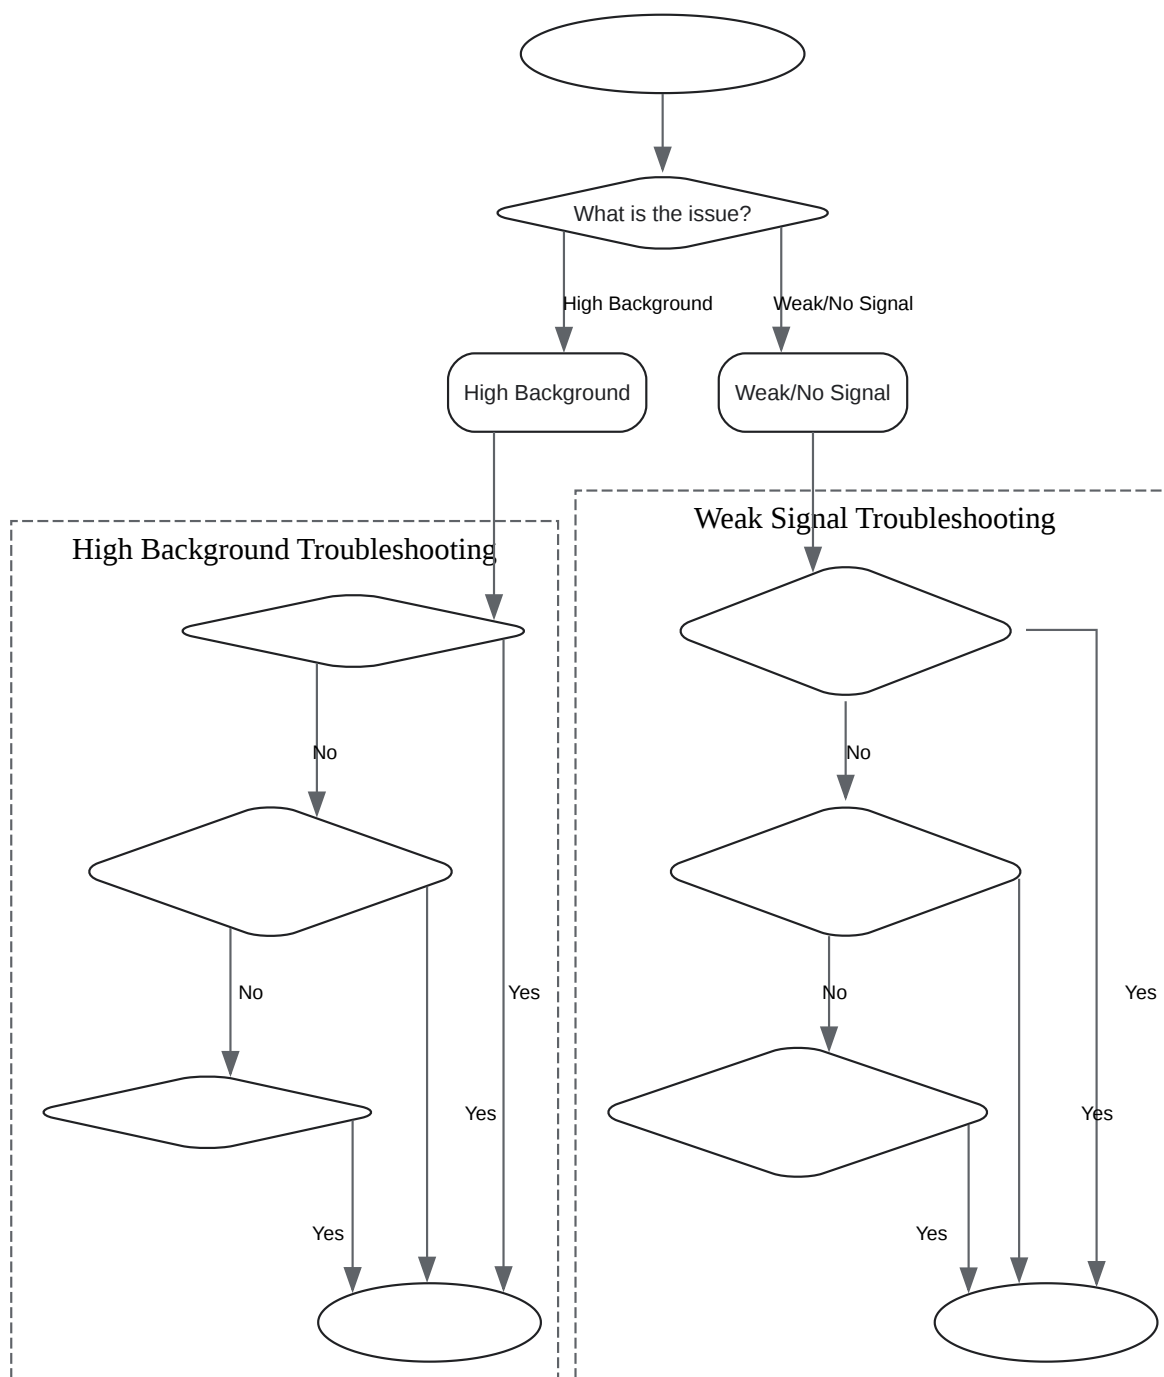 What is the issue?
High Background
Weak/No Signal
High Background
Weak/No Signal
Weak Signal Troubleshooting
High Background Troubleshooting
No
No
No
Yes
No
Yes
Yes
Yes
Yes
Yes